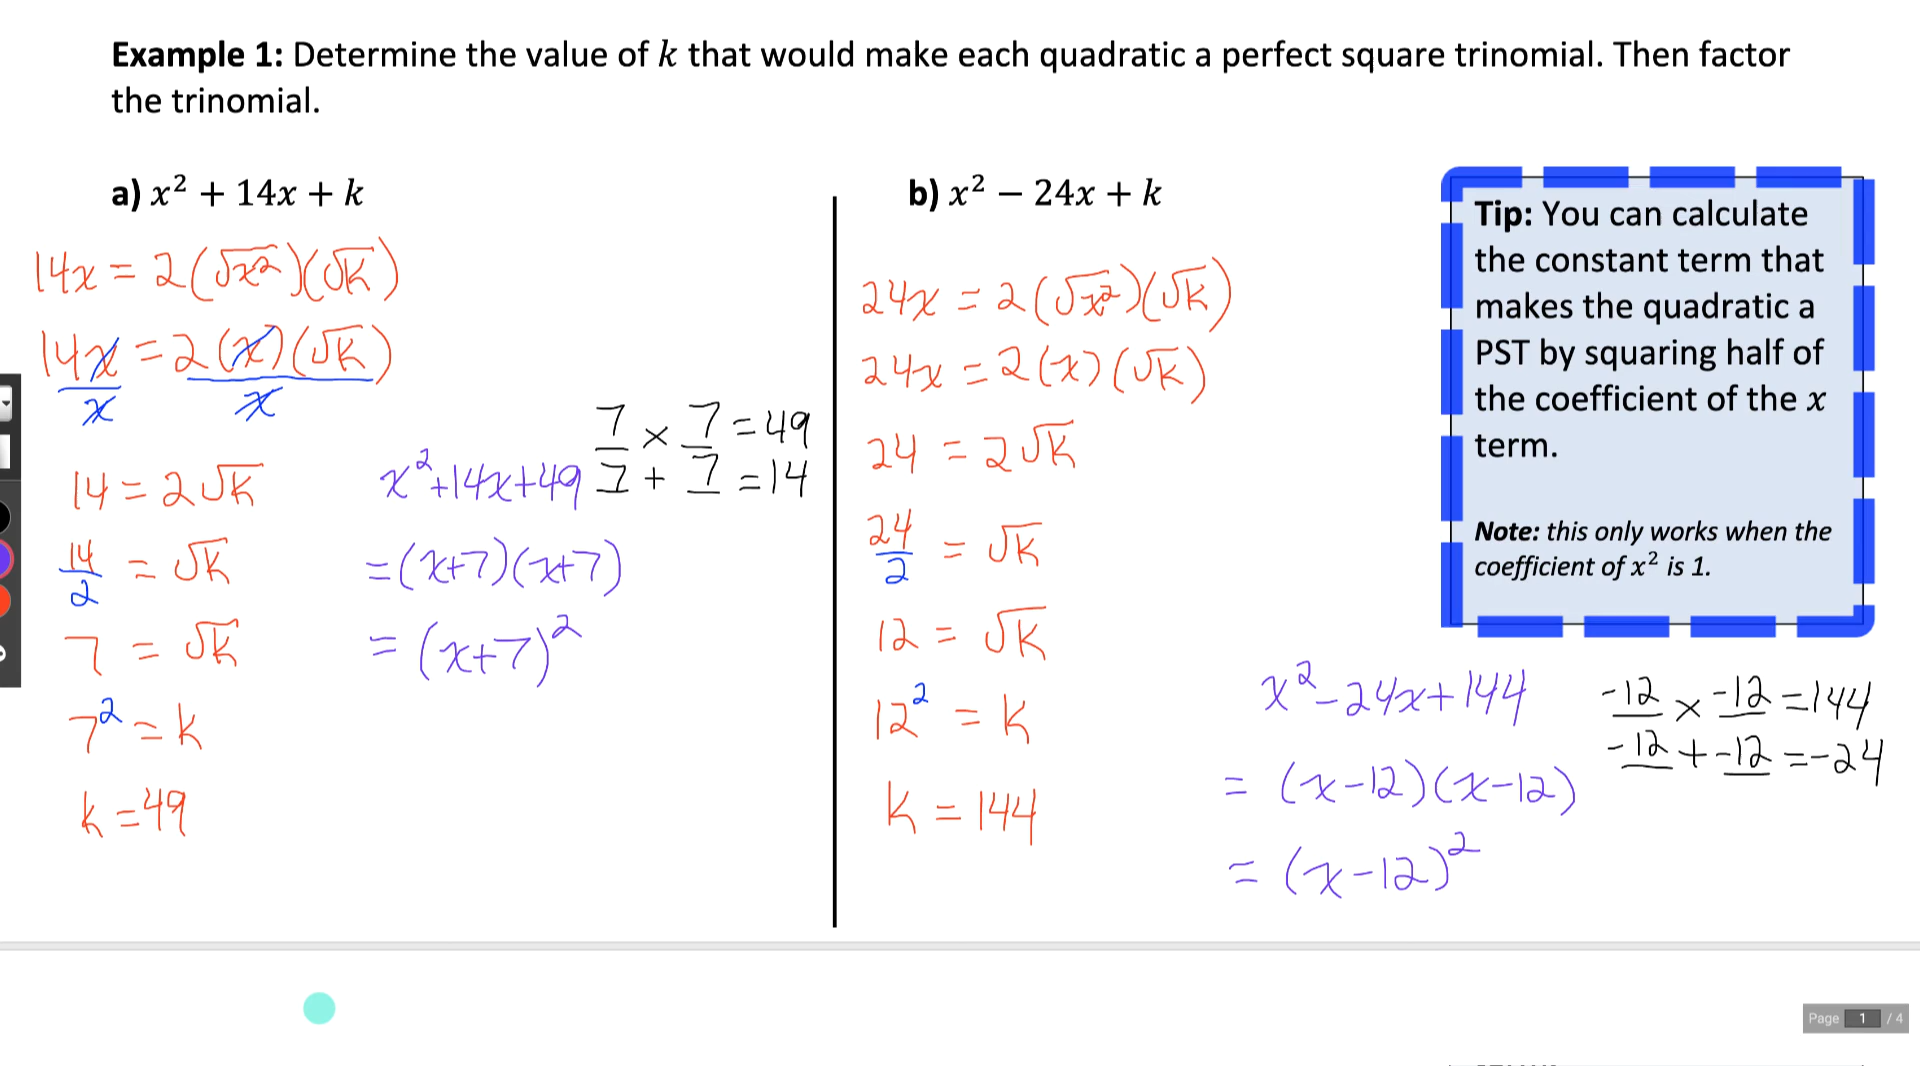 Example 1: Determine the value of k that would make each quadratic a perfect square trinomial. Then factor
the trinomial.
a) x² + 14x + k
14x = 2(√x²)(√k)
14x = 2(x)(√k)
x x
14 = 2√k
14/2 = √k
7 = √k
7² = k
k = 49
7 × 7 = 49
7 + 7 = 14
x² + 14x + 49
= (x+7)(x+7)
= (x+7)²
b) x² − 24x + k
24x = 2(√x²)(√k)
24x = 2(x)(√k)
24 = 2√k
24/2 = √k
12 = √k
12² = k
k = 144
Tip: You can calculate
the constant term that
makes the quadratic a
PST by squaring half of
the coefficient of the x
term.
Note: this only works when the
coefficient of x² is 1.
x² − 24x + 144
= (x−12)(x−12)
= (x−12)²
−12 × −12 = 144
−12 + −12 = −24
Page 1 / 4